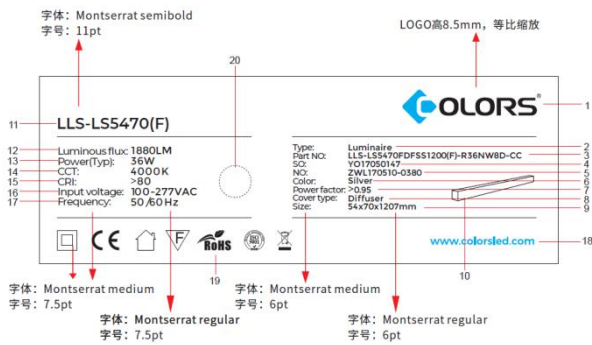 字体：Montserrat semibold
字号：11pt
LOGO高8.5mm，等比缩放
20
COLORS®
1
11
LLS-LS5470(F)
12 Luminous flux: 1880LM
13 Power(Typ): 36W
14 CCT: 4000K
15 CRI: >80
16 Input voltage: 100-277VAC
17 Frequency: 50/60Hz
Type: Luminaire 2
Part NO: LLS-LS5470FDFSS1200(F)-R36NW8D-CC 3
SO: YO17050147 4
NO: ZWL170510-0380 5
Color: Silver 6
Power factor: >0.95 7
Cover type: Diffuser 8
Size: 54x70x1207mm 9
CE
F
RoHS
www.colorsled.com 18
19
10
字体：Montserrat medium
字号：7.5pt
字体：Montserrat regular
字号：7.5pt
字体：Montserrat medium
字号：6pt
字体：Montserrat regular
字号：6pt